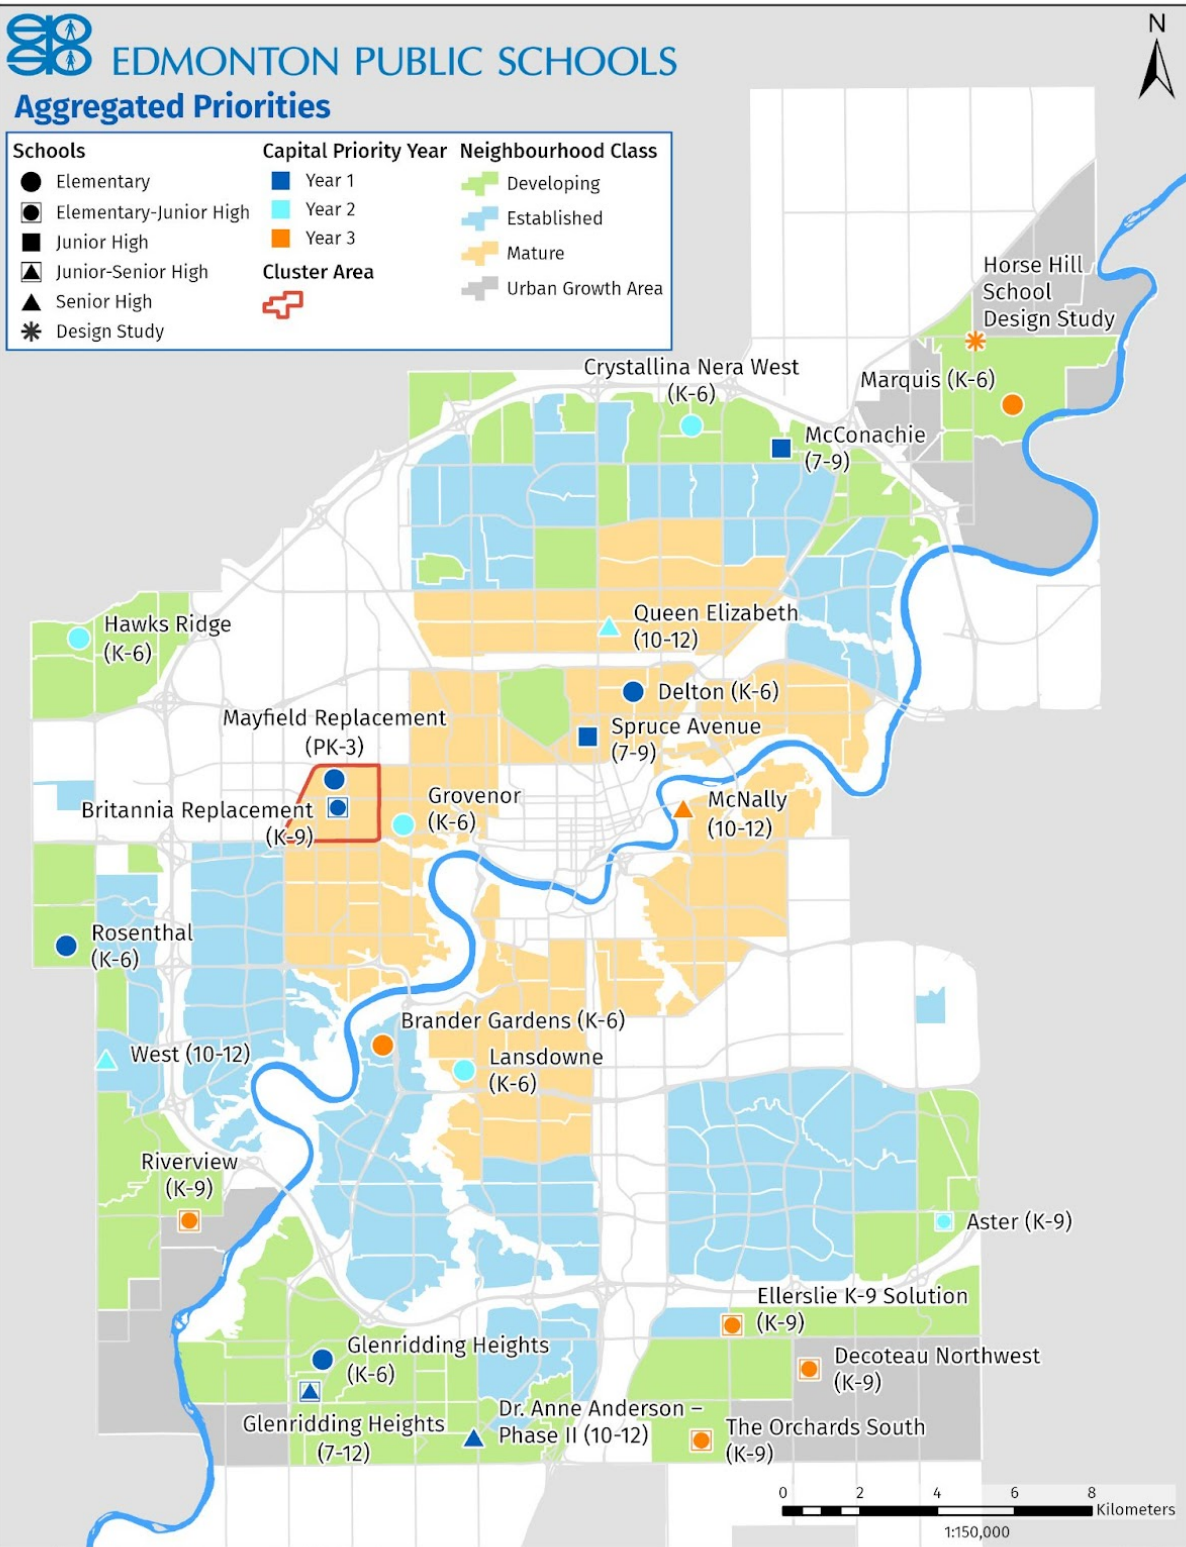 EDMONTON PUBLIC SCHOOLS
Aggregated Priorities
N
Schools
Elementary
Elementary-Junior High
Junior High
Junior-Senior High
Senior High
Design Study
Capital Priority Year
Year 1
Year 2
Year 3
Cluster Area
Neighbourhood Class
Developing
Established
Mature
Urban Growth Area
Horse Hill
School
Design Study
Crystallina Nera West
(K-6)
Marquis (K-6)
McConachie
(7-9)
Hawks Ridge
(K-6)
Queen Elizabeth
(10-12)
Delton (K-6)
Mayfield Replacement
(PK-3)
Spruce Avenue
(7-9)
Britannia Replacement
(K-9)
Grovenor
(K-6)
McNally
(10-12)
Rosenthal
(K-6)
Brander Gardens (K-6)
West (10-12)
Lansdowne
(K-6)
Riverview
(K-9)
Aster (K-9)
Ellerslie K-9 Solution
(K-9)
Glenridding Heights
(K-6)
Decoteau Northwest
(K-9)
Glenridding Heights
(7-12)
Dr. Anne Anderson –
Phase II (10-12)
The Orchards South
(K-9)
0 2 4 6 8
Kilometers
1:150,000